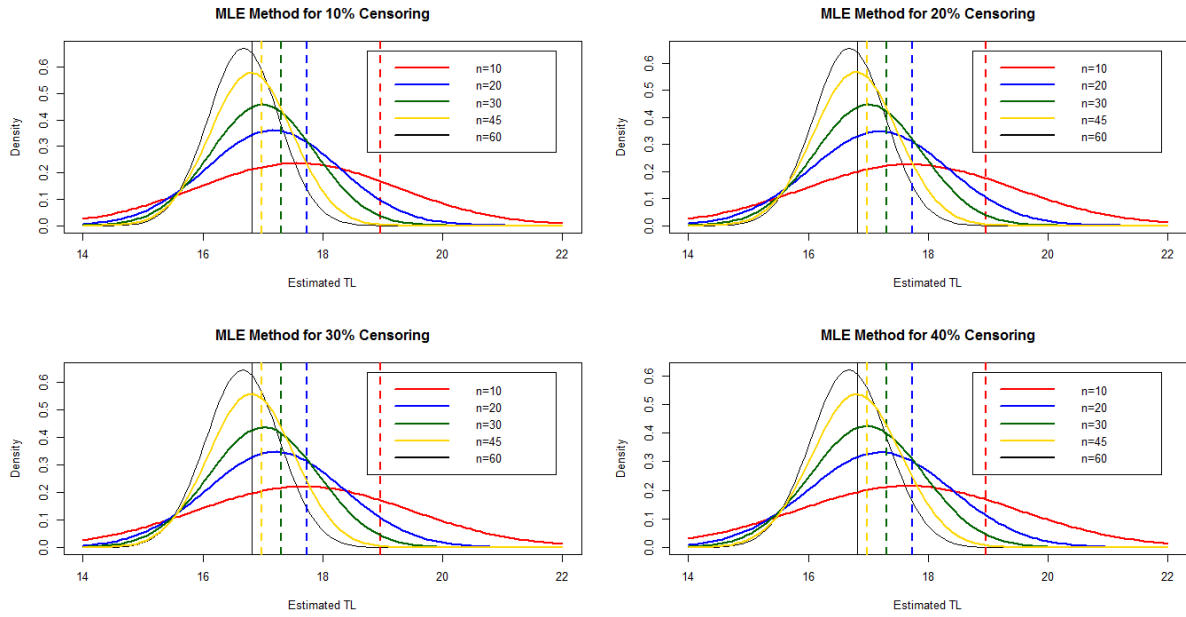 MLE Method for 10% Censoring
Density
0.0 0.1 0.2 0.3 0.4 0.5 0.6
n=10
n=20
n=30
n=45
n=60
14 16 18 20 22
Estimated TL
MLE Method for 20% Censoring
Density
0.0 0.1 0.2 0.3 0.4 0.5 0.6
n=10
n=20
n=30
n=45
n=60
14 16 18 20 22
Estimated TL
MLE Method for 30% Censoring
Density
0.0 0.1 0.2 0.3 0.4 0.5 0.6
n=10
n=20
n=30
n=45
n=60
14 16 18 20 22
Estimated TL
MLE Method for 40% Censoring
Density
0.0 0.1 0.2 0.3 0.4 0.5 0.6
n=10
n=20
n=30
n=45
n=60
14 16 18 20 22
Estimated TL